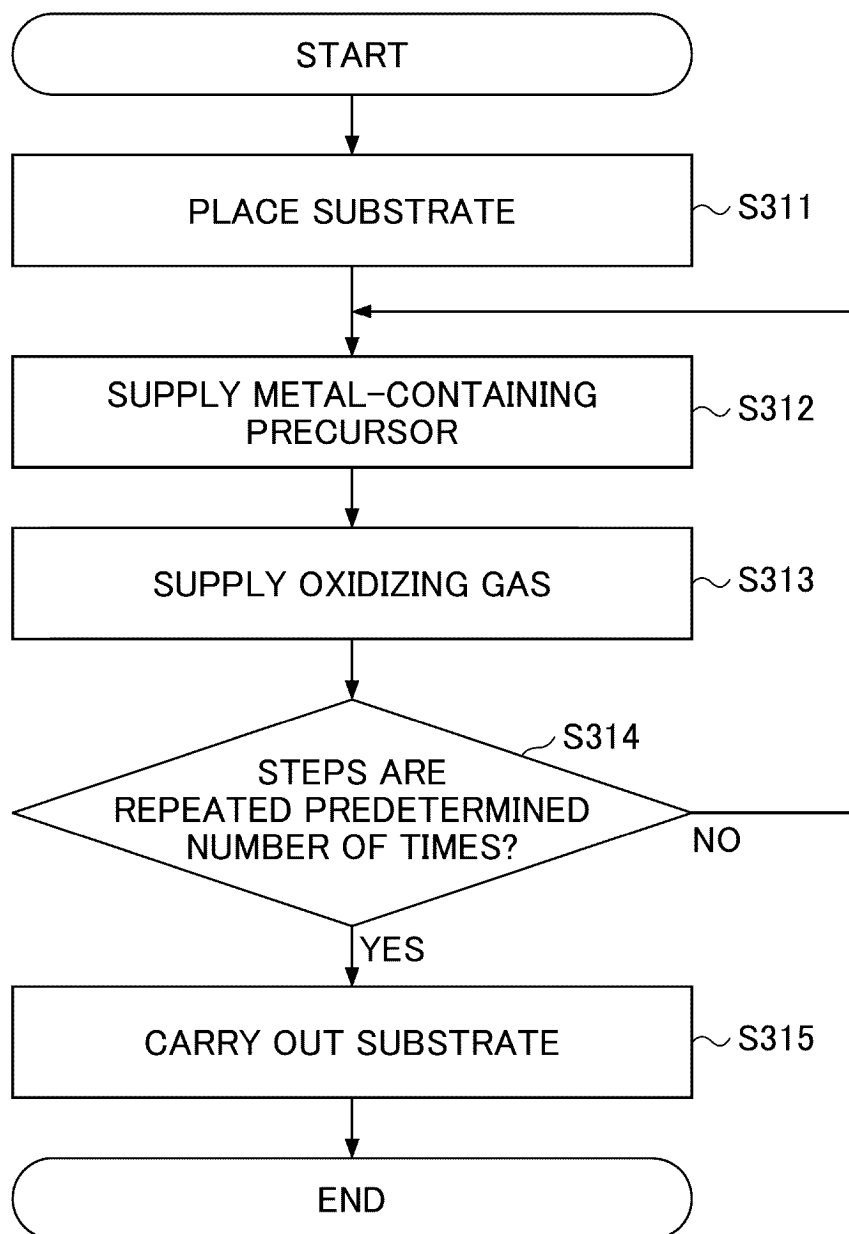 START
PLACE SUBSTRATE
S311
SUPPLY METAL-CONTAINING
PRECURSOR
S312
SUPPLY OXIDIZING GAS
S313
S314
STEPS ARE
REPEATED PREDETERMINED
NUMBER OF TIMES?
NO
YES
CARRY OUT SUBSTRATE
S315
END